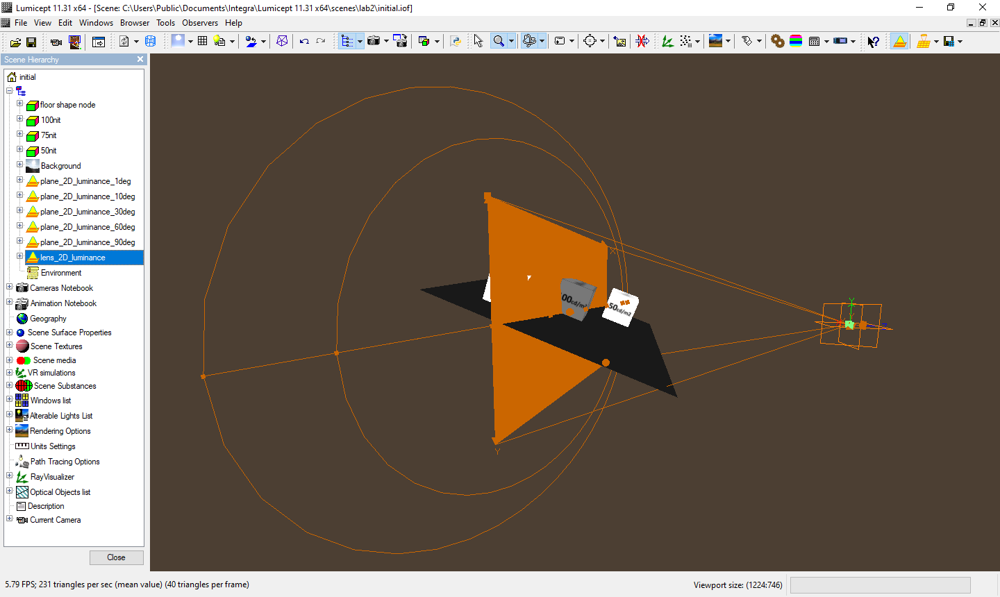 Lumicept 11.31 x64 - [Scene: C:\Users\Public\Documents\Integra\Lumicept 11.31 x64\scenes\lab2\initial.iof]
File View Edit Windows Browser Tools Observers Help
Scene Hierarchy
initial
floor shape node
100nit
75nit
50nit
Background
plane_2D_luminance_1deg
plane_2D_luminance_10deg
plane_2D_luminance_30deg
plane_2D_luminance_60deg
plane_2D_luminance_90deg
lens_2D_luminance
Environment
Cameras Notebook
Animation Notebook
Geography
Scene Surface Properties
Scene Textures
Scene media
VR simulations
Scene Substances
Windows list
Alterable Lights List
Rendering Options
Units Settings
Path Tracing Options
RayVisualizer
Optical Objects list
Description
Current Camera
Close
X
00cd/m²
50cd/m2
Y
Y
5.79 FPS; 231 triangles per sec (mean value) (40 triangles per frame)
Viewport size: (1224:746)